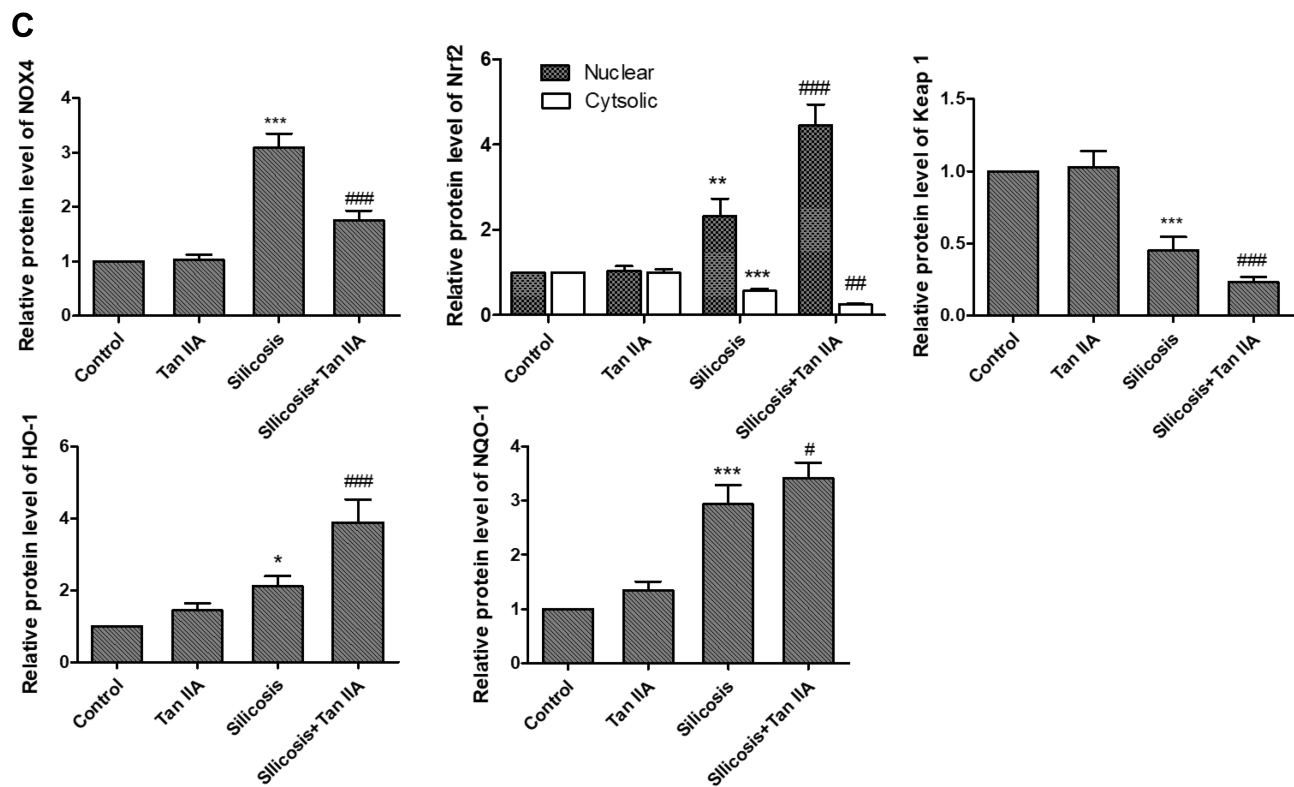 C
Relative protein level of NOX4
4
3
2
1
0
***
###
Control
Tan IIA
Silicosis
SIlicosis+Tan IIA
Relative protein level of Nrf2
6
4
2
0
Nuclear
Cytsolic
**
***
###
##
Control
Tan IIA
Silicosis
SIlicosis+Tan IIA
Relative protein level of Keap 1
1.5
1.0
0.5
0.0
***
###
Control
Tan IIA
Silicosis
SIlicosis+Tan IIA
Relative protein level of HO-1
6
4
2
0
*
###
Control
Tan IIA
Silicosis
SIlicosis+Tan IIA
Relative protein level of NQO-1
4
3
2
1
0
***
#
Control
Tan IIA
Silicosis
SIlicosis+Tan IIA